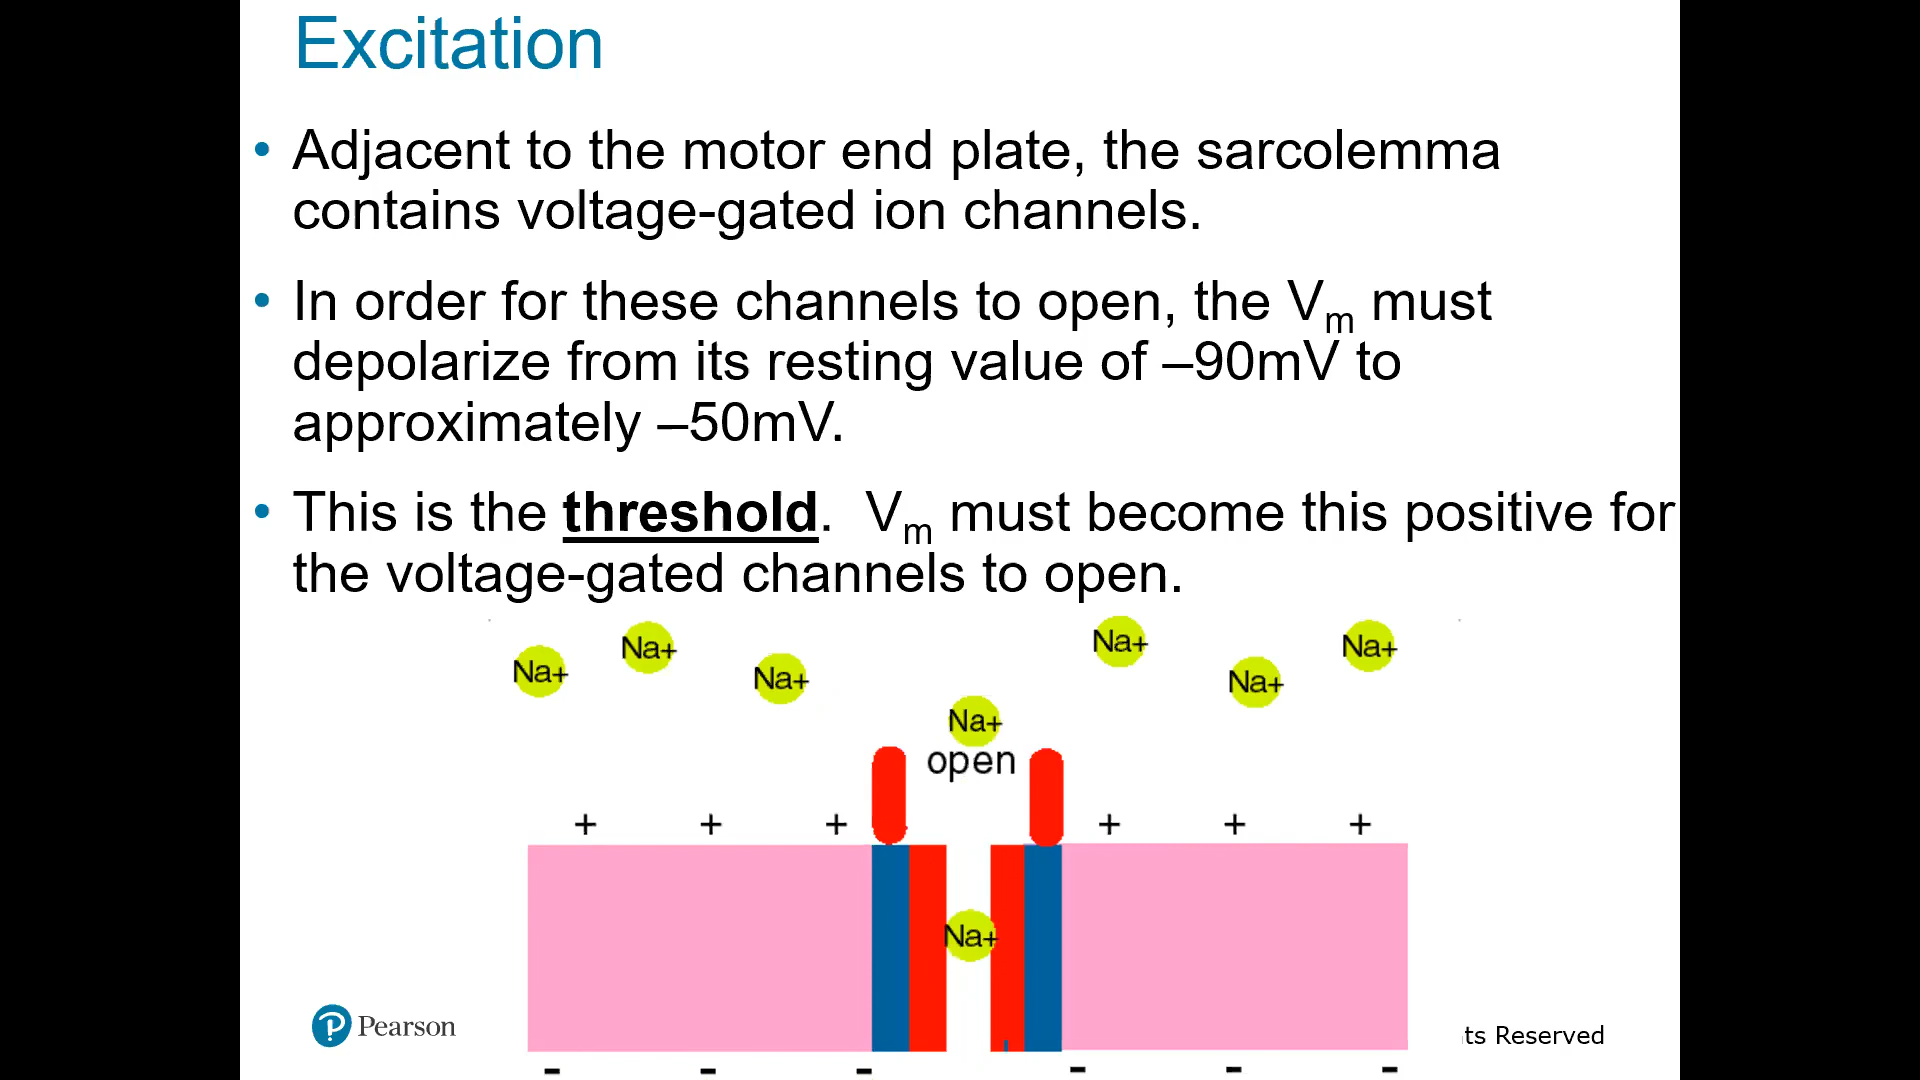 Excitation
• Adjacent to the motor end plate, the sarcolemma
contains voltage-gated ion channels.
• In order for these channels to open, the Vm must
depolarize from its resting value of –90mV to
approximately –50mV.
• This is the threshold. Vm must become this positive for
the voltage-gated channels to open.
Na+ Na+ Na+ Na+ Na+ Na+
Na+
open
+ + + + + +
Na+
Pearson
ts Reserved
- - - - - -